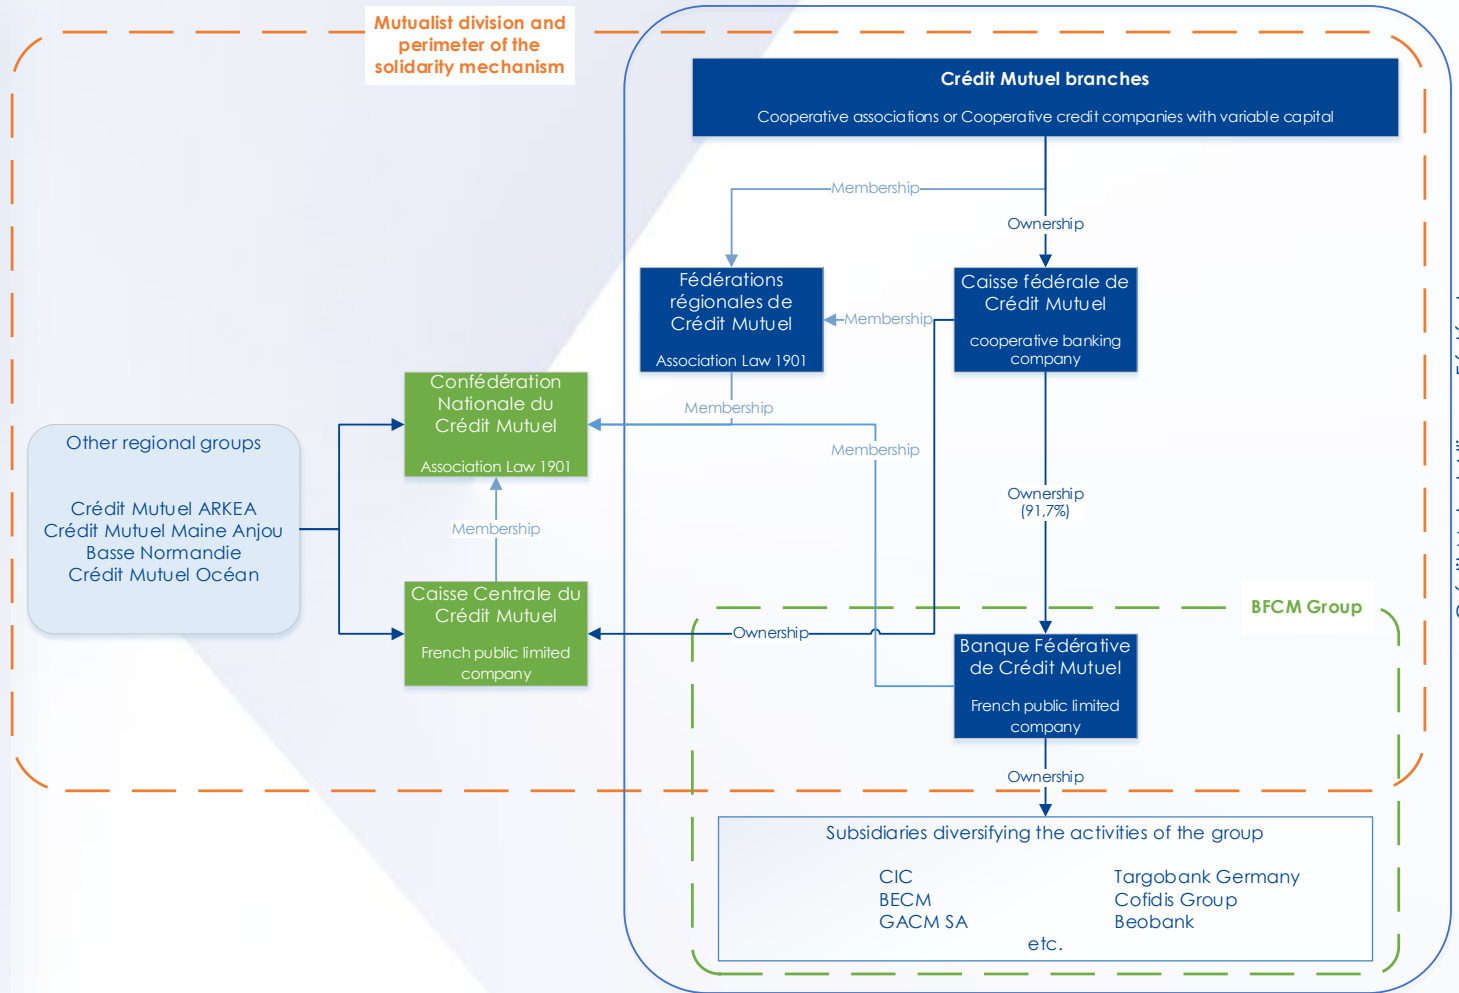 Mutualist division and
perimeter of the
solidarity mechanism
Crédit Mutuel branches
Cooperative associations or Cooperative credit companies with variable capital
Membership
Ownership
Fédérations
régionales de
Crédit Mutuel
Association Law 1901
Membership
Caisse fédérale de
Crédit Mutuel
cooperative banking
company
Confédération
Nationale du
Crédit Mutuel
Association Law 1901
Membership
Membership
Other regional groups
Crédit Mutuel ARKEA
Crédit Mutuel Maine Anjou
Basse Normandie
Crédit Mutuel Océan
Membership
Ownership
(91,7%)
Caisse Centrale du
Crédit Mutuel
French public limited
company
Ownership
BFCM Group
Banque Fédérative
de Crédit Mutuel
French public limited
company
Ownership
Subsidiaries diversifying the activities of the group
CIC
BECM
GACM SA
Targobank Germany
Cofidis Group
Beobank
etc.